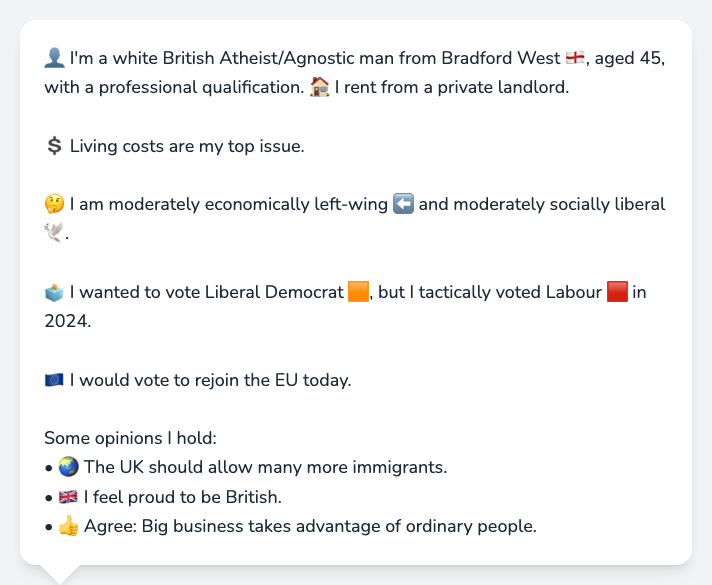 👤 I'm a white British Atheist/Agnostic man from Bradford West 🏴󠁧󠁢󠁥󠁮󠁧󠁿, aged 45,
with a professional qualification. 🏠 I rent from a private landlord.
💲 Living costs are my top issue.
🤔 I am moderately economically left-wing ⬅️ and moderately socially liberal
🕊️.
🗳️ I wanted to vote Liberal Democrat 🟧, but I tactically voted Labour 🟥 in
2024.
🇪🇺 I would vote to rejoin the EU today.
Some opinions I hold:
• 🌏 The UK should allow many more immigrants.
• 🇬🇧 I feel proud to be British.
• 👍 Agree: Big business takes advantage of ordinary people.